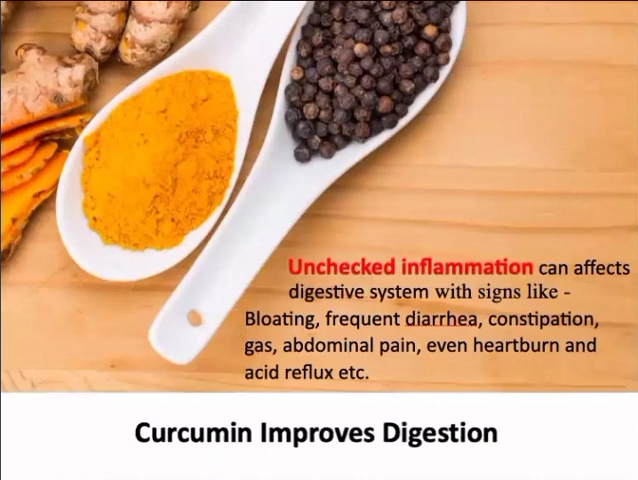 Unchecked inflammation can affects
digestive system with signs like -
Bloating, frequent diarrhea, constipation,
gas, abdominal pain, even heartburn and
acid reflux etc.
Curcumin Improves Digestion